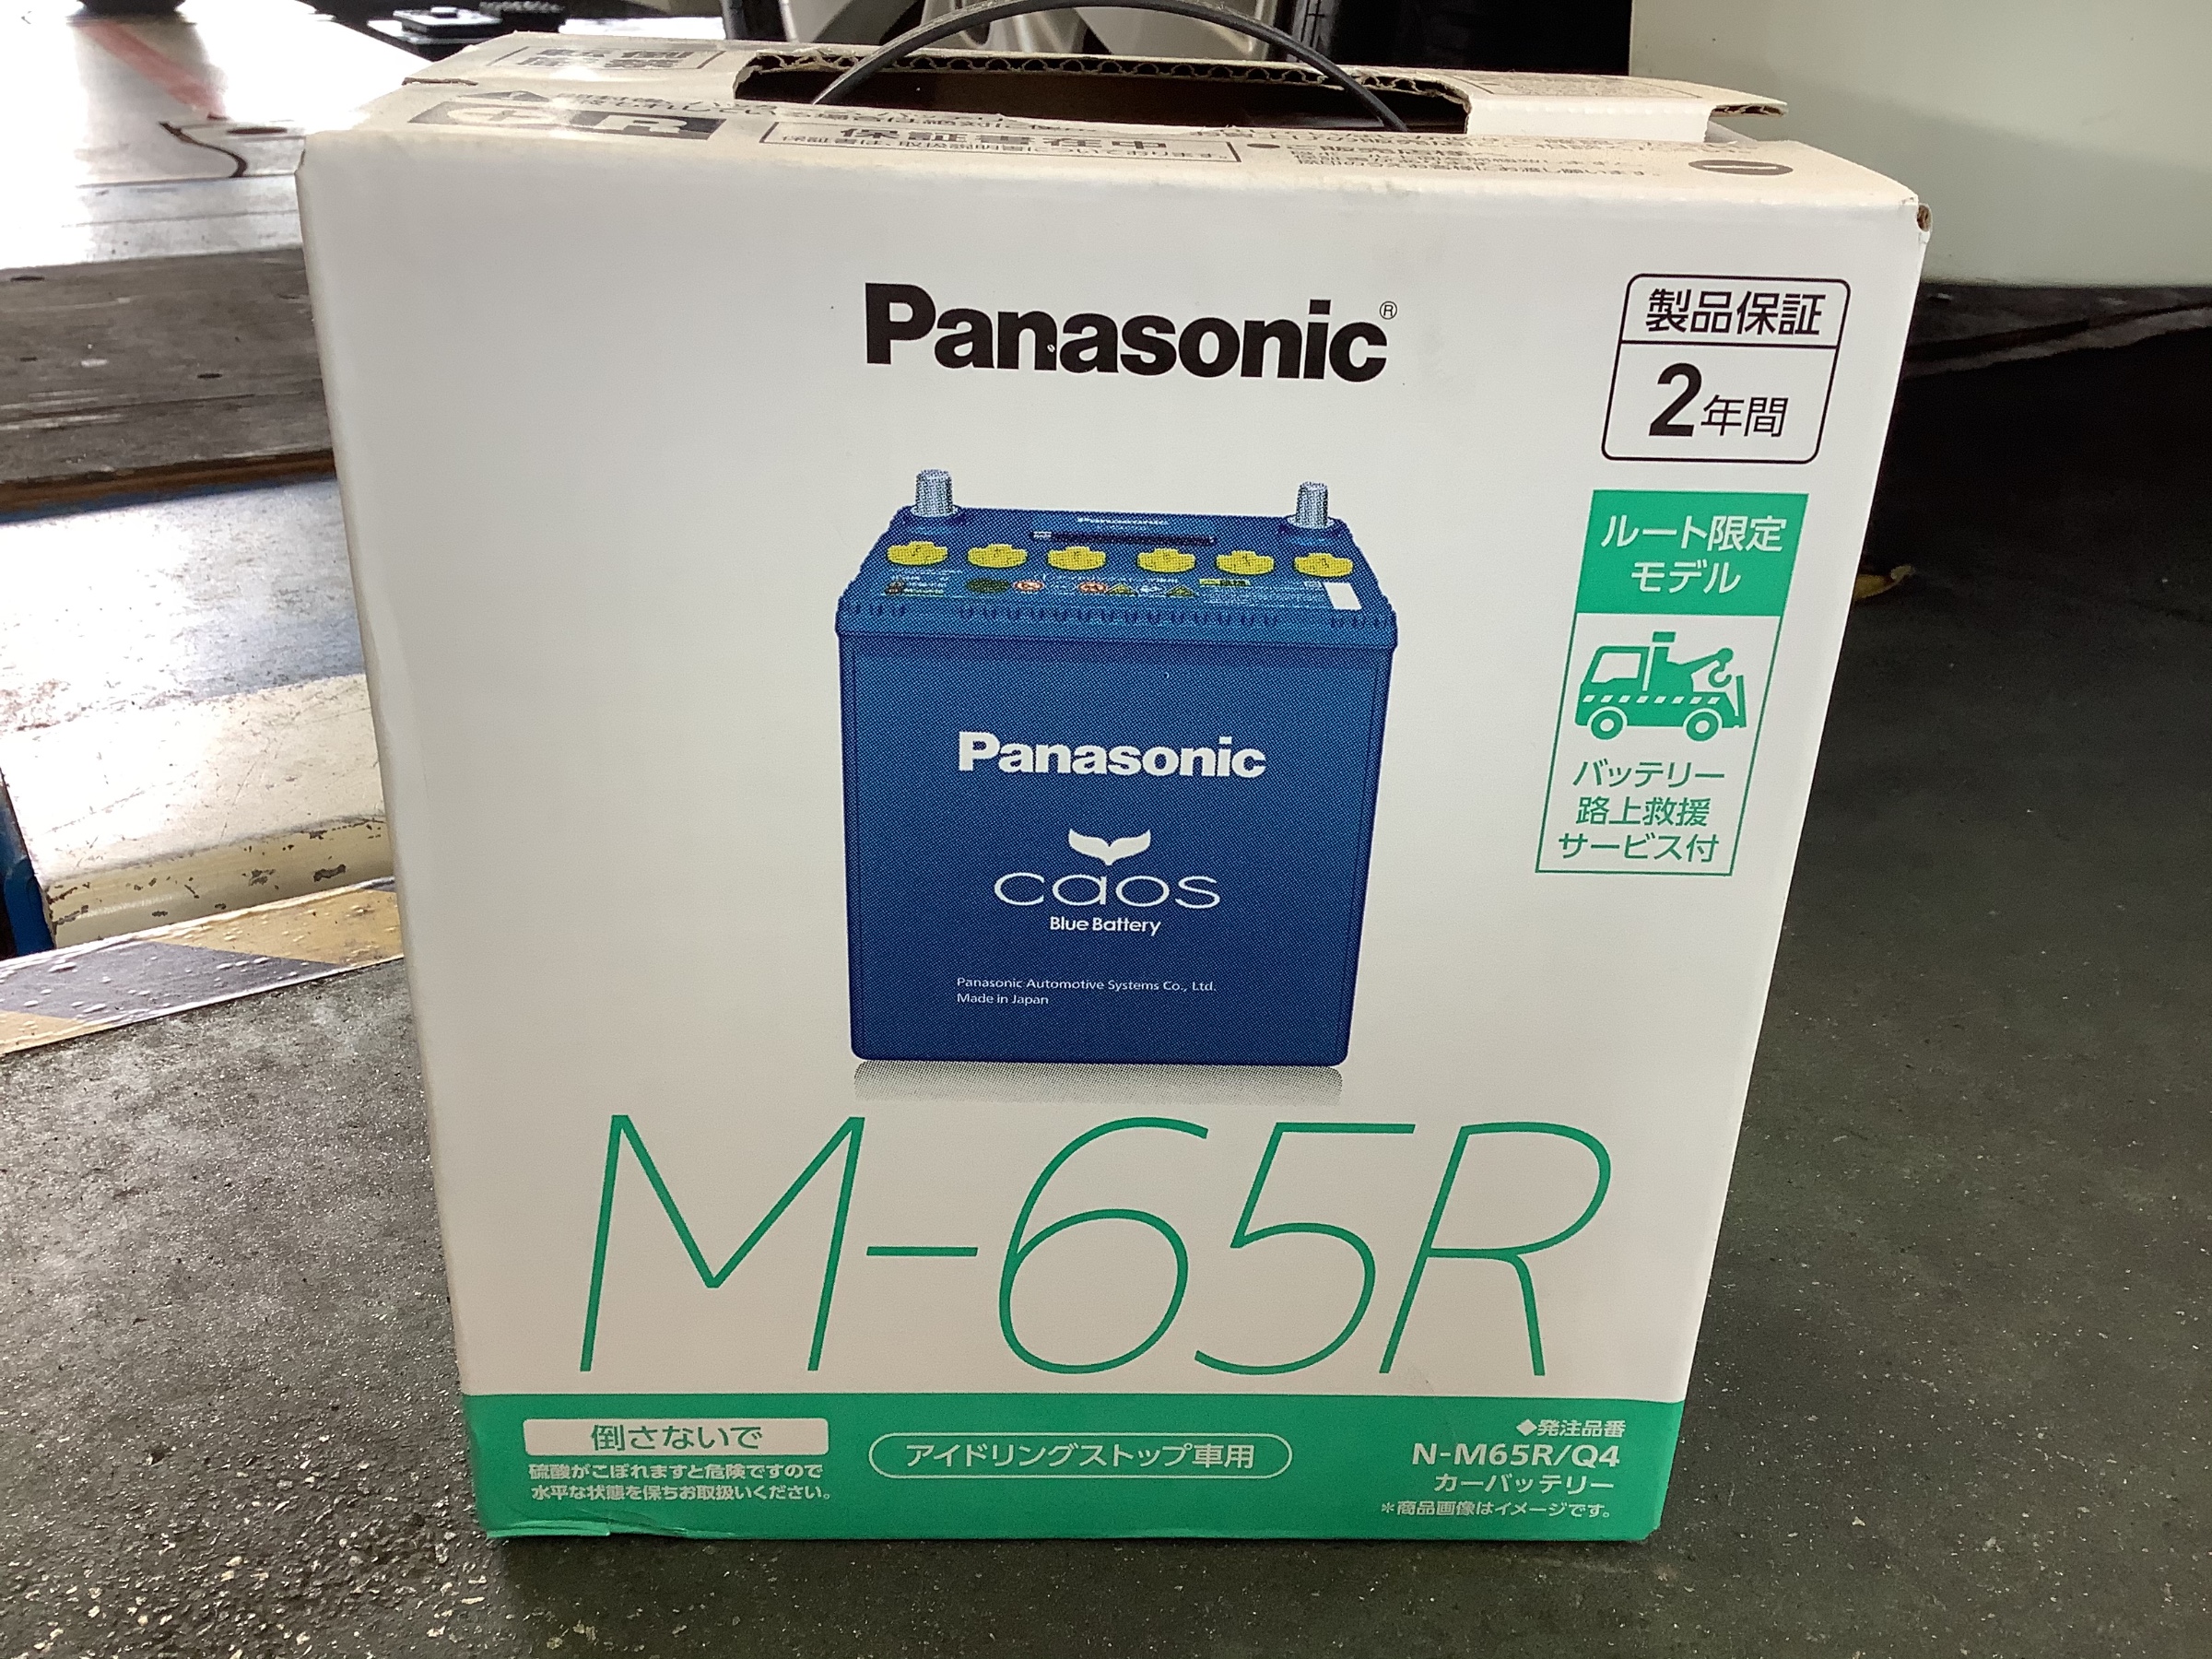 保証書在中
Panasonic®
製品保証
2年間
ルート限定
モデル
バッテリー
路上救援
サービス付
Panasonic
Panasonic
caos
Blue Battery
Panasonic Automotive Systems Co., Ltd.
Made in Japan
M-65R
倒さないで
硫酸がこぼれますと危険ですので
水平な状態を保ちお取扱いください。
アイドリングストップ車用
◆発注品番
N-M65R/Q4
カーバッテリー
※商品画像はイメージです。